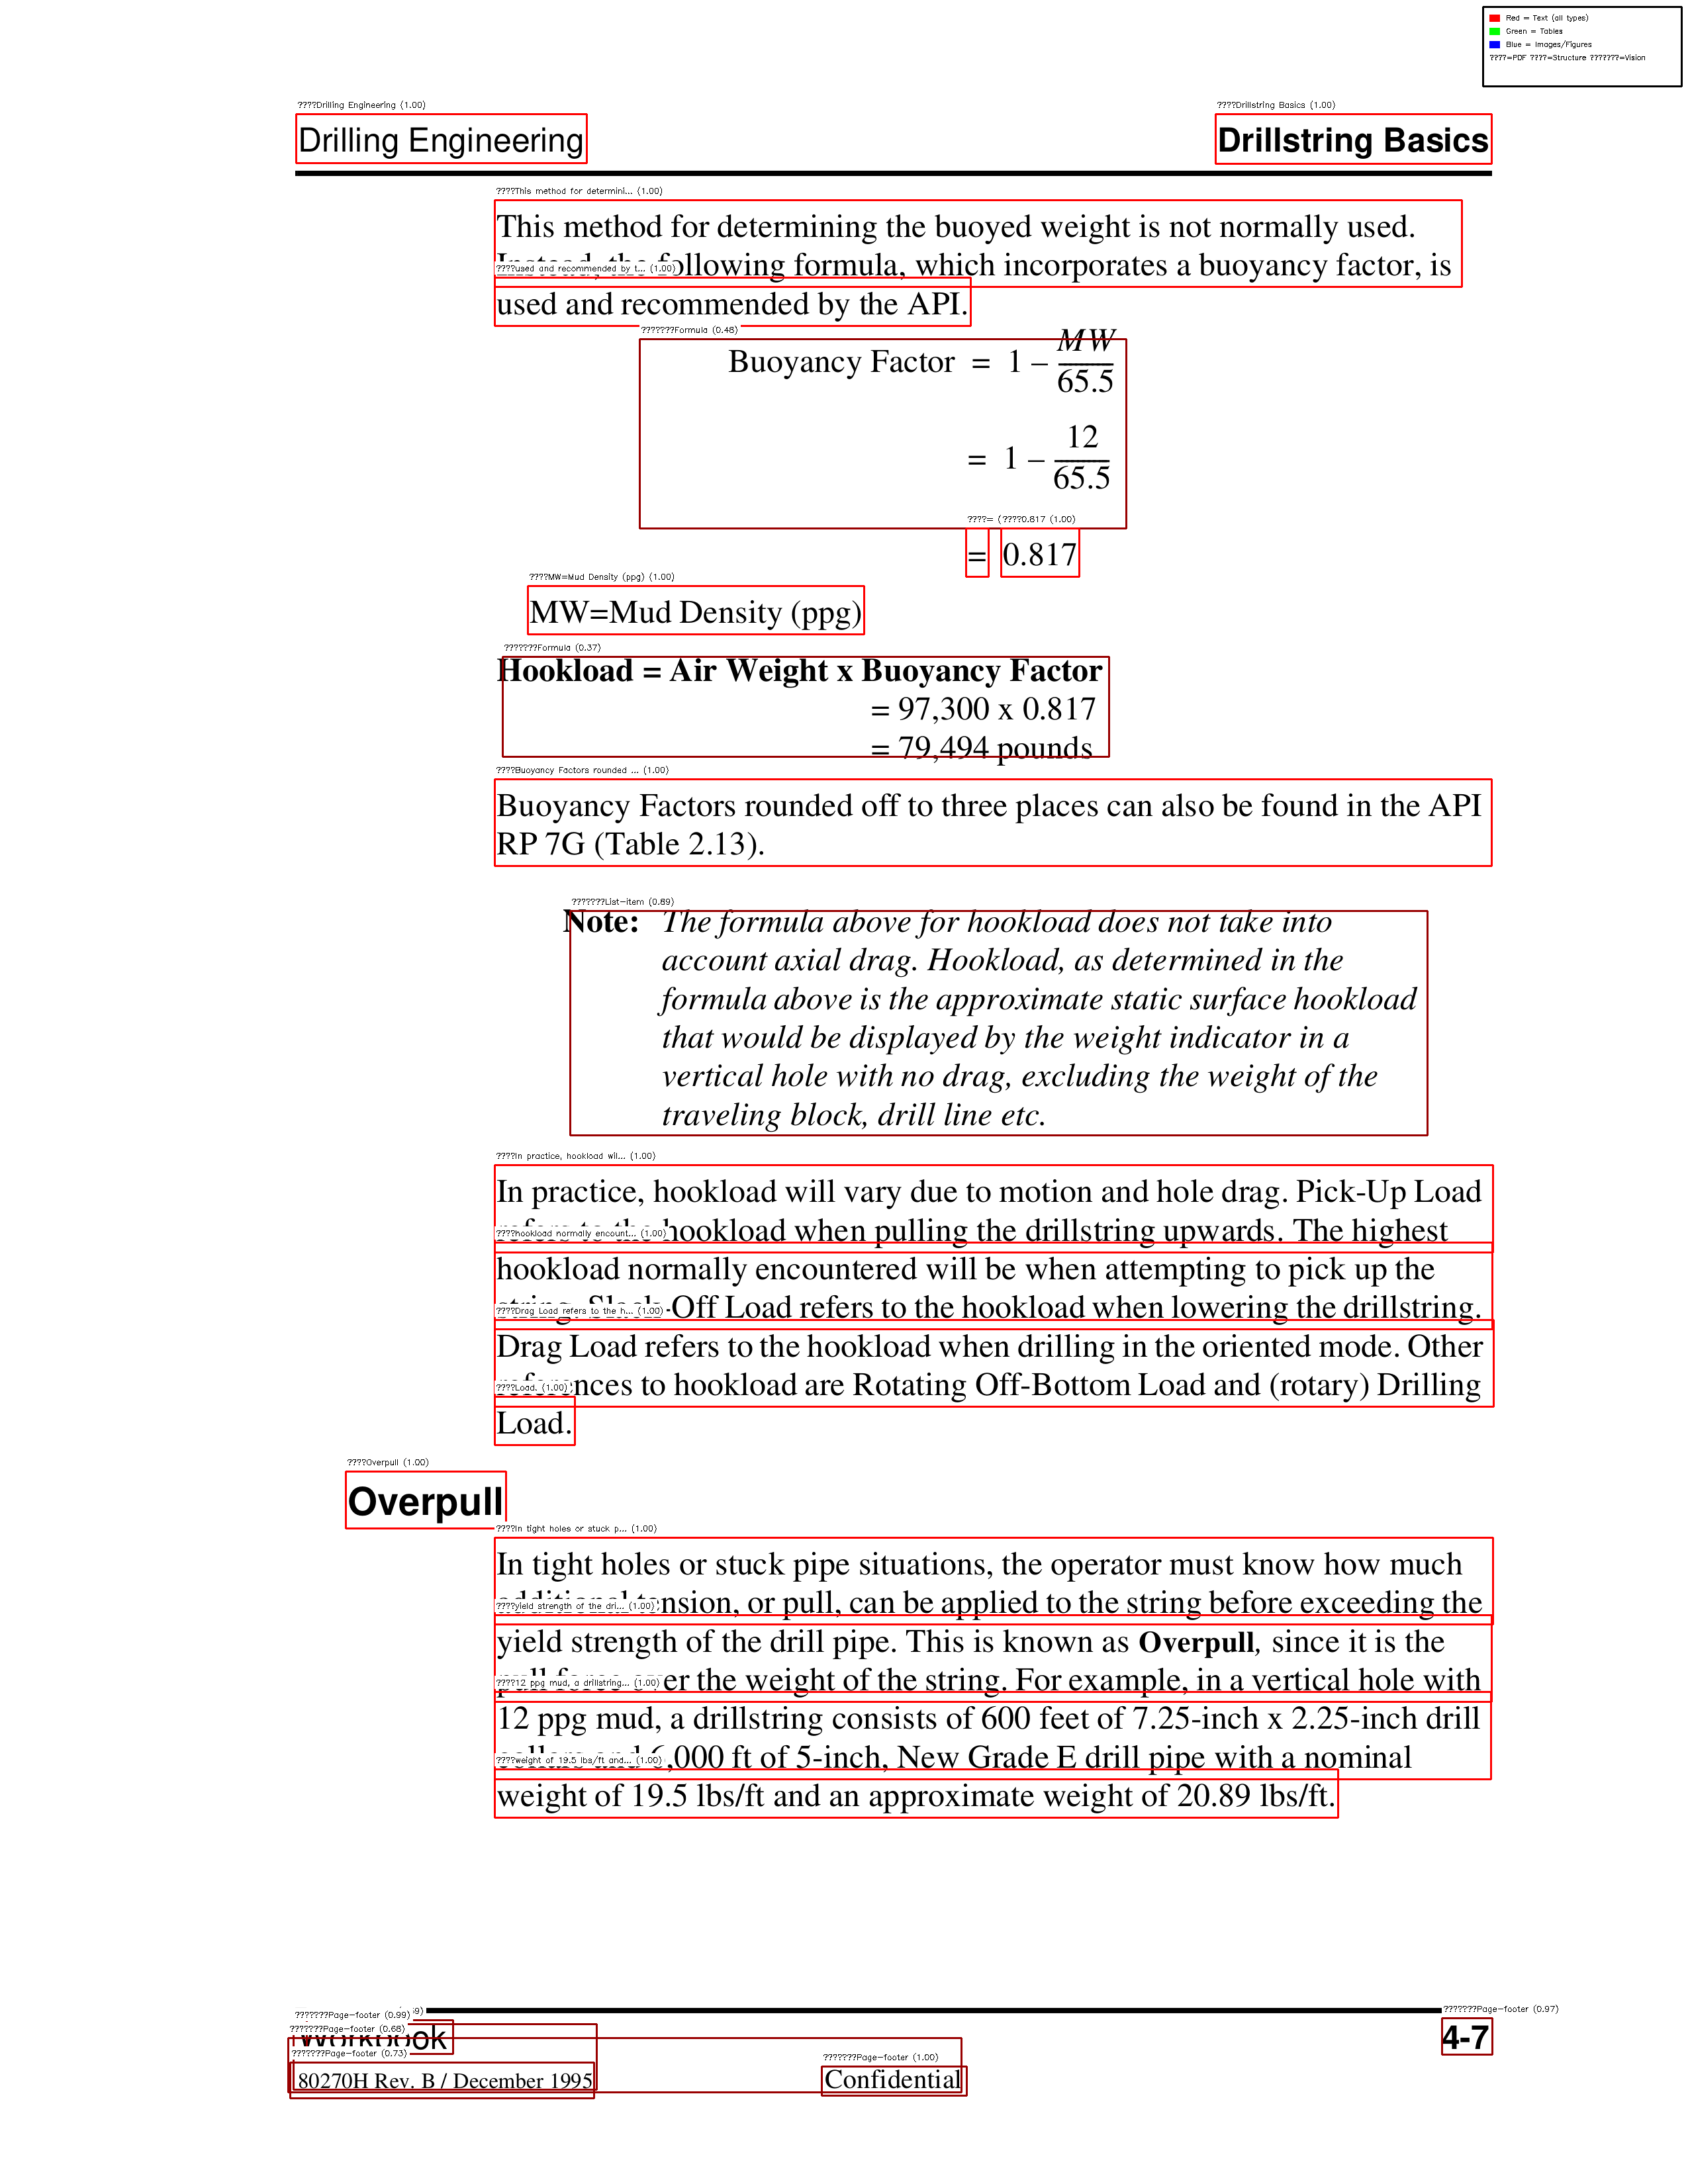 Red = Text (all types)
Green = Tables
Blue = Images/Figures
????=PDF ????=Structure ???????=Vision
????Drilling Engineering (1.00)
????Drillstring Basics (1.00)
Drilling Engineering
Drillstring Basics
????This method for determini... (1.00)
This method for determining the buoyed weight is not normally used.
????used and recommended by t... (1.00)
following formula, which incorporates a buoyancy factor, is
used and recommended by the API.
???????Formula (0.48)
Buoyancy Factor = 1 – MW/65.5
= 1 – 12/65.5
????= (????0.817 (1.00)
= 0.817
????MW=Mud Density (ppg) (1.00)
MW=Mud Density (ppg)
???????Formula (0.37)
Hookload = Air Weight x Buoyancy Factor
= 97,300 x 0.817
= 79,494 pounds
????Buoyancy Factors rounded ... (1.00)
Buoyancy Factors rounded off to three places can also be found in the API
RP 7G (Table 2.13).
???????List-item (0.89)
Note: The formula above for hookload does not take into
account axial drag. Hookload, as determined in the
formula above is the approximate static surface hookload
that would be displayed by the weight indicator in a
vertical hole with no drag, excluding the weight of the
traveling block, drill line etc.
????In practice, hookload wil... (1.00)
In practice, hookload will vary due to motion and hole drag. Pick-Up Load
????hookload normally encount... (1.00)
hookload when pulling the drillstring upwards. The highest
hookload normally encountered will be when attempting to pick up the
????Drag Load refers to the h... (1.00)
-Off Load refers to the hookload when lowering the drillstring.
Drag Load refers to the hookload when drilling in the oriented mode. Other
????Load. (1.00)
references to hookload are Rotating Off-Bottom Load and (rotary) Drilling
Load.
????Overpull (1.00)
Overpull
????In tight holes or stuck p... (1.00)
In tight holes or stuck pipe situations, the operator must know how much
????yield strength of the dri... (1.00)
additional tension, or pull, can be applied to the string before exceeding the
yield strength of the drill pipe. This is known as Overpull, since it is the
????12 ppg mud, a drillstring... (1.00)
pull force over the weight of the string. For example, in a vertical hole with
12 ppg mud, a drillstring consists of 600 feet of 7.25-inch x 2.25-inch drill
????weight of 19.5 lbs/ft and... (1.00)
collars and 6,000 ft of 5-inch, New Grade E drill pipe with a nominal
weight of 19.5 lbs/ft and an approximate weight of 20.89 lbs/ft.
???????Page-footer (0.99)
???????Page-footer (0.97)
???????Page-footer (0.68)
Workbook
4-7
???????Page-footer (0.73)
???????Page-footer (1.00)
80270H Rev. B / December 1995
Confidential